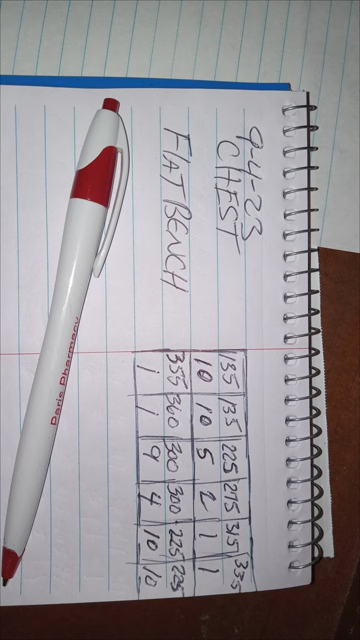 9-4-23
CHEST
FLAT BENCH
135 135 225 275 315 335
10 10 5 2 1 1
355 360 300 300 225 225
1 1 9 4 10 10
Paris Pharmacy